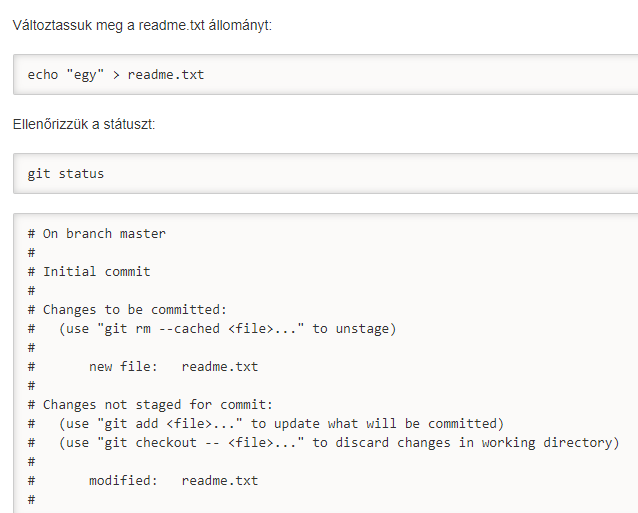 Változtassuk meg a readme.txt állományt:
echo "egy" > readme.txt
Ellenőrizzük a státuszt:
git status
# On branch master
#
# Initial commit
#
# Changes to be committed:
#   (use "git rm --cached <file>..." to unstage)
#
#       new file:   readme.txt
#
# Changes not staged for commit:
#   (use "git add <file>..." to update what will be committed)
#   (use "git checkout -- <file>..." to discard changes in working directory)
#
#       modified:   readme.txt
#